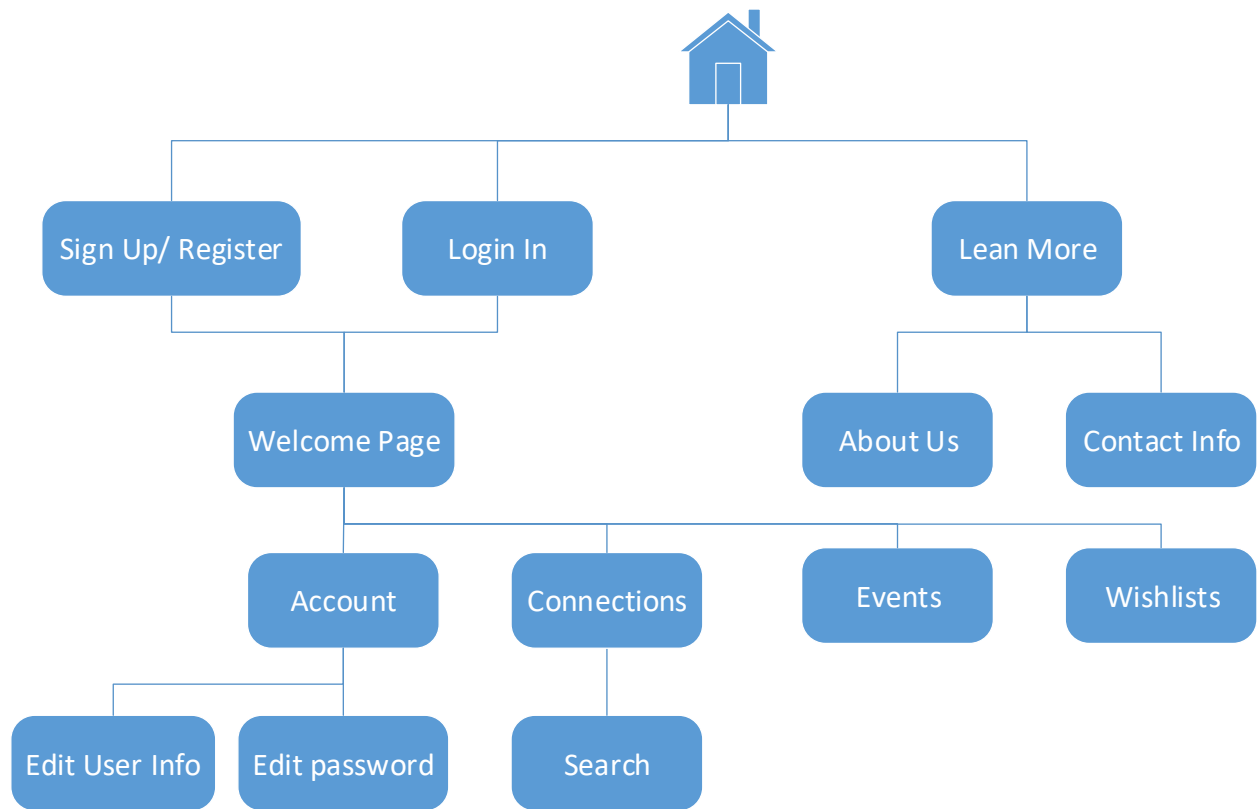 Sign Up/ Register
Login In
Lean More
Welcome Page
About Us
Contact Info
Account
Connections
Events
Wishlists
Edit User Info
Edit password
Search